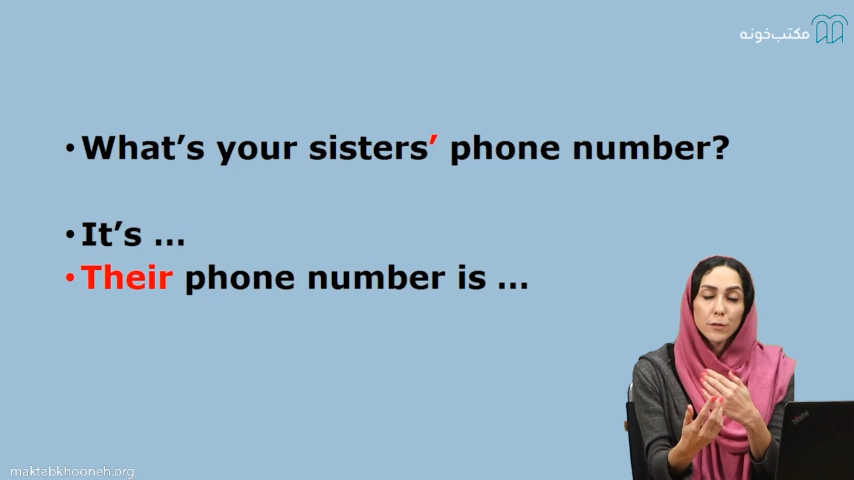 مکتب‌خونه
•What’s your sisters’ phone number?
•It’s ...
•Their phone number is ...
maktabkhooneh.org